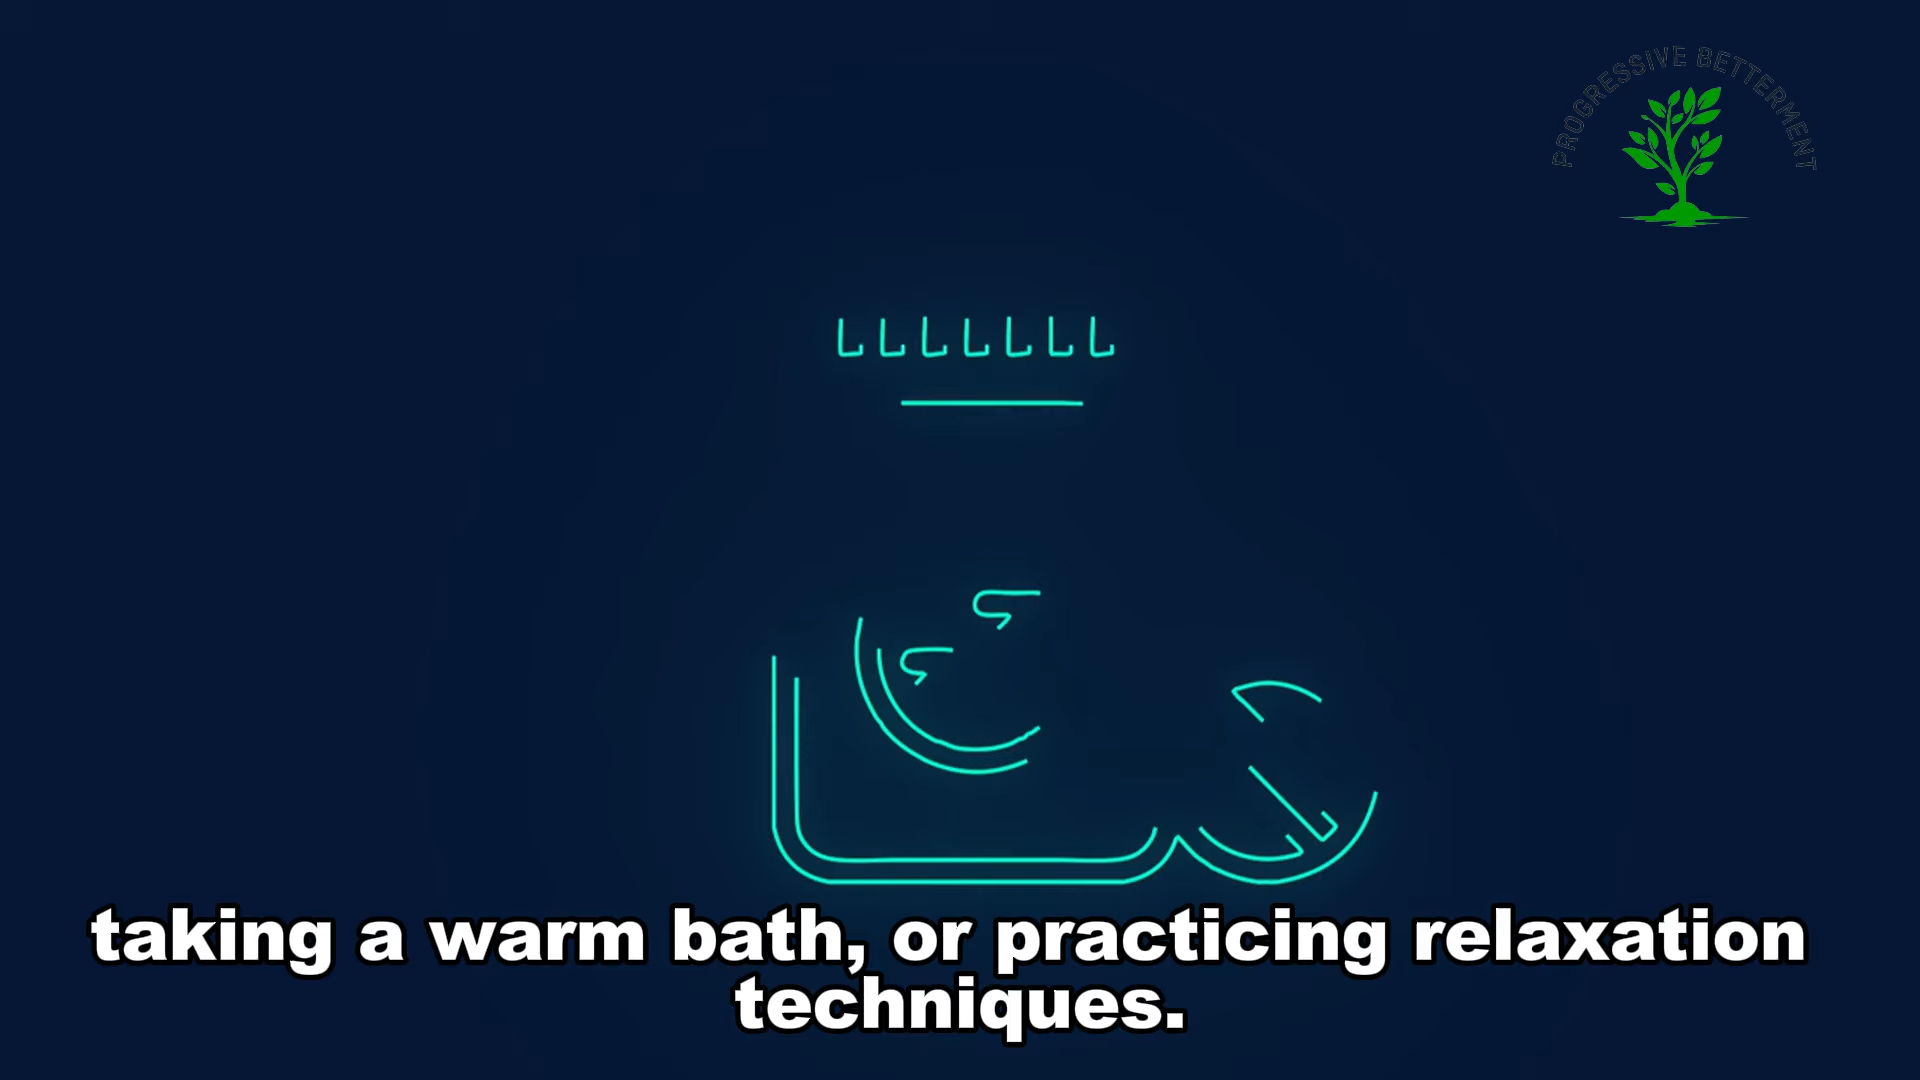 PROGRESSIVE BETTERMENT
taking a warm bath, or practicing relaxation
techniques.